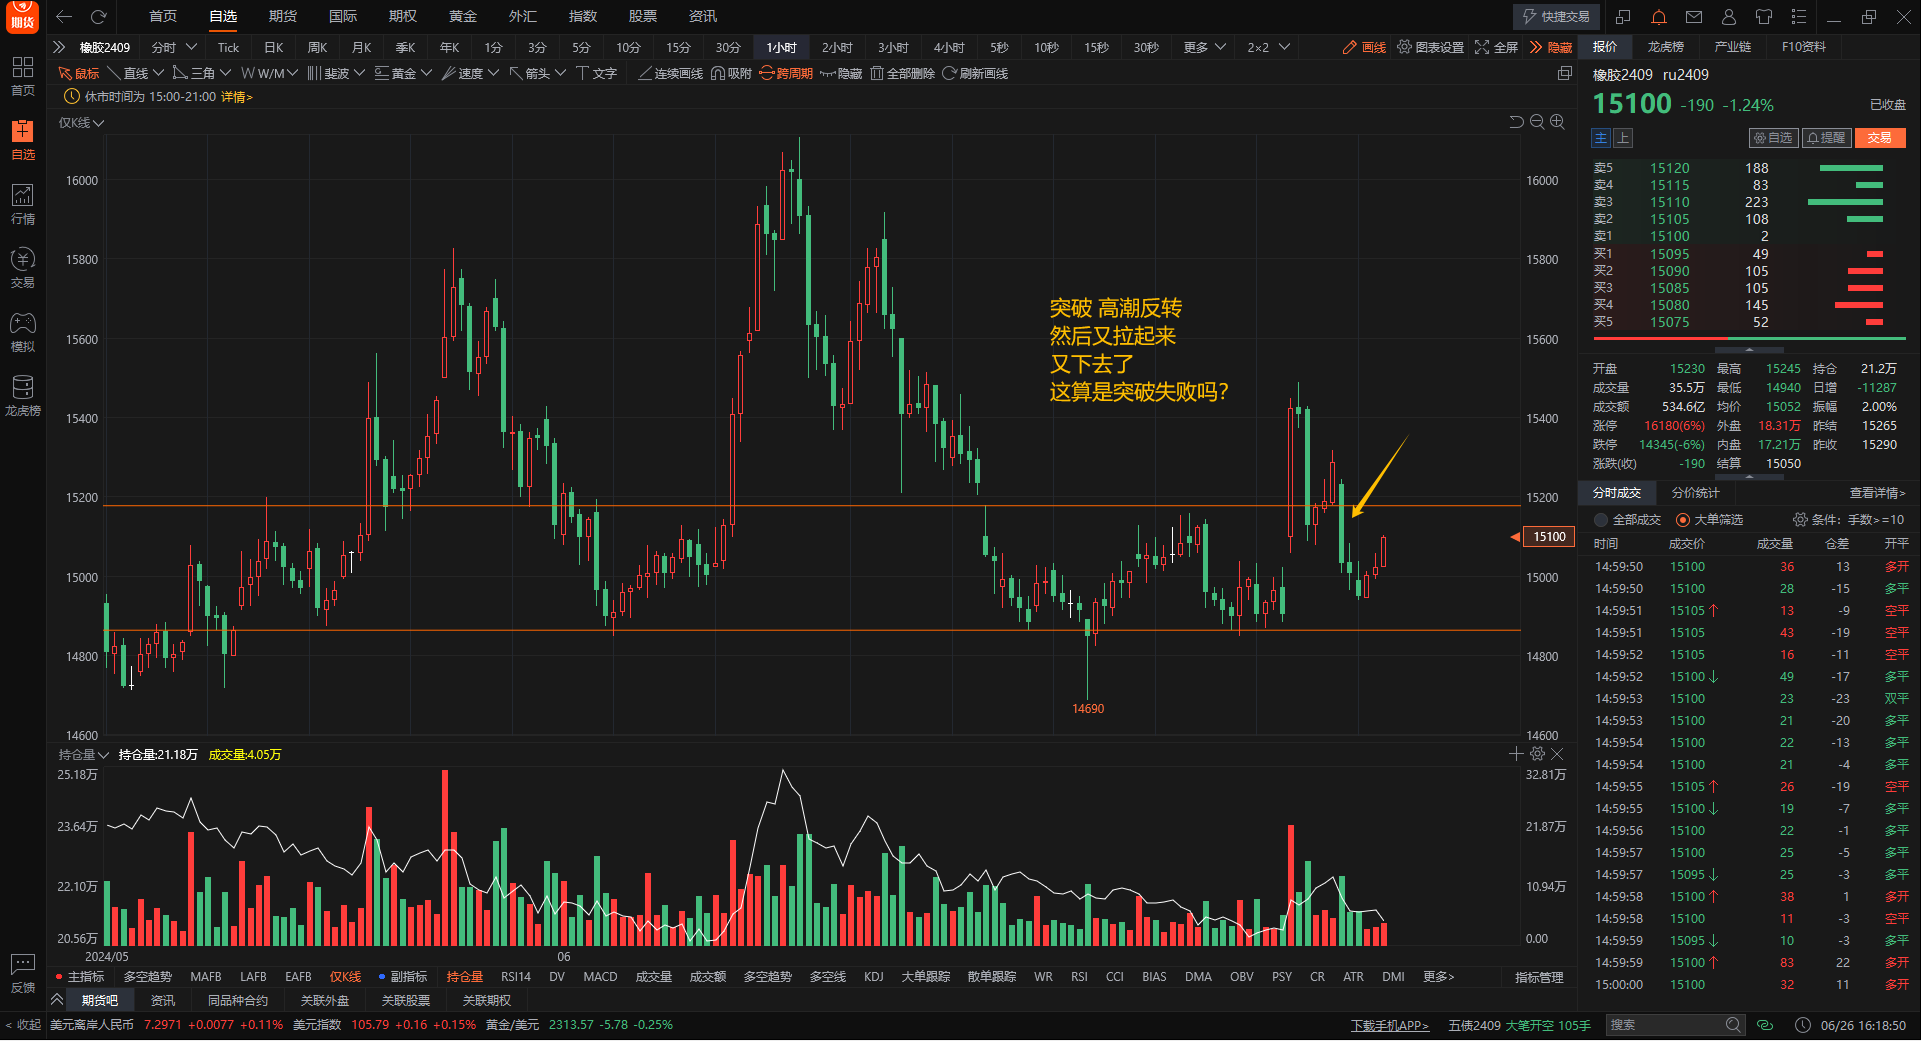 期货
首页
自选
期货
国际
期权
黄金
外汇
指数
股票
资讯
快捷交易
橡胶2409
分时
Tick
日K
周K
月K
季K
年K
1分
3分
5分
10分
15分
30分
1小时
2小时
3小时
4小时
5秒
10秒
15秒
30秒
更多
2×2
画线
图表设置
全屏
隐藏
报价
龙虎榜
产业链
F10资料
鼠标
直线
三角
W/M
斐波
黄金
速度
箭头
文字
连续画线
吸附
跨周期
隐藏
全部删除
刷新画线
休市时间为 15:00-21:00 详情>
仅K线
首页
自选
行情
交易
模拟
龙虎榜
反馈
< 收起
16000
15800
15600
15400
15200
15000
14800
14600
突破 高潮反转
然后又拉起来
又下去了
这算是突破失败吗?
14690
16000
15800
15600
15400
15200
15100
15000
14800
14600
持仓量 持仓量:21.18万 成交量:4.05万
25.18万
23.64万
22.10万
20.56万
32.81万
21.87万
10.94万
0.00
2024/05
06
主指标
多空趋势
MAFB
LAFB
EAFB
仅K线
副指标
持仓量
RSI14
DV
MACD
成交量
成交额
多空趋势
多空线
KDJ
大单跟踪
散单跟踪
WR
RSI
CCI
BIAS
DMA
OBV
PSY
CR
ATR
DMI
更多>
指标管理
期货吧
资讯
同品种合约
关联外盘
关联股票
关联期权
橡胶2409 ru2409
15100 -190 -1.24% 已收盘
主 上 自选 提醒 交易
卖5 15120 188
卖4 15115 83
卖3 15110 223
卖2 15105 108
卖1 15100 2
买1 15095 49
买2 15090 105
买3 15085 105
买4 15080 145
买5 15075 52
开盘 15230 最高 15245 持仓 21.2万
成交量 35.5万 最低 14940 日增 -11287
成交额 534.6亿 均价 15052 振幅 2.00%
涨停 16180(6%) 外盘 18.31万 昨结 15265
跌停 14345(-6%) 内盘 17.21万 昨收 15290
涨跌(收) -190 结算 15050
分时成交 分价统计 查看详情>
全部成交 大单筛选 条件：手数>=10
时间 成交价 成交量 仓差 开平
14:59:50 15100 36 13 多开
14:59:50 15100 28 -15 多平
14:59:51 15105↑ 13 -9 空平
14:59:51 15105 43 -19 空平
14:59:52 15105 16 -11 空平
14:59:52 15100↓ 49 -17 多平
14:59:53 15100 23 -23 双平
14:59:53 15100 21 -20 多平
14:59:54 15100 22 -13 多平
14:59:54 15100 21 -4 多平
14:59:55 15105↑ 26 -19 空平
14:59:55 15100↓ 19 -7 多平
14:59:56 15100 22 -1 多平
14:59:57 15100 25 -5 多平
14:59:57 15095↓ 25 -3 多平
14:59:58 15100↑ 38 1 多开
14:59:58 15100 11 -3 空平
14:59:59 15095↓ 10 -3 多平
14:59:59 15100↑ 83 22 多开
15:00:00 15100 32 11 多开
美元离岸人民币 7.2971 +0.0077 +0.11% 美元指数 105.79 +0.16 +0.15% 黄金/美元 2313.57 -5.78 -0.25%
下载手机APP> 五债2409 大笔开空 105手 搜索 06/26 16:18:50